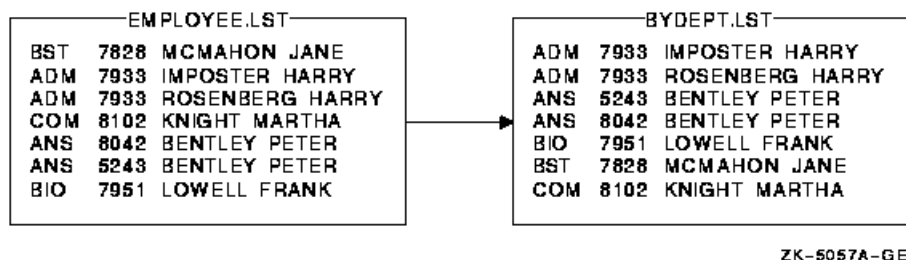 EMPLOYEE.LST
BST 7828 MCMAHON JANE
ADM 7933 IMPOSTER HARRY
ADM 7933 ROSENBERG HARRY
COM 8102 KNIGHT MARTHA
ANS 8042 BENTLEY PETER
ANS 5243 BENTLEY PETER
BIO 7951 LOWELL FRANK
BYDEPT.LST
ADM 7933 IMPOSTER HARRY
ADM 7933 ROSENBERG HARRY
ANS 5243 BENTLEY PETER
ANS 8042 BENTLEY PETER
BIO 7951 LOWELL FRANK
BST 7828 MCMAHON JANE
COM 8102 KNIGHT MARTHA
ZK-5057A-GE